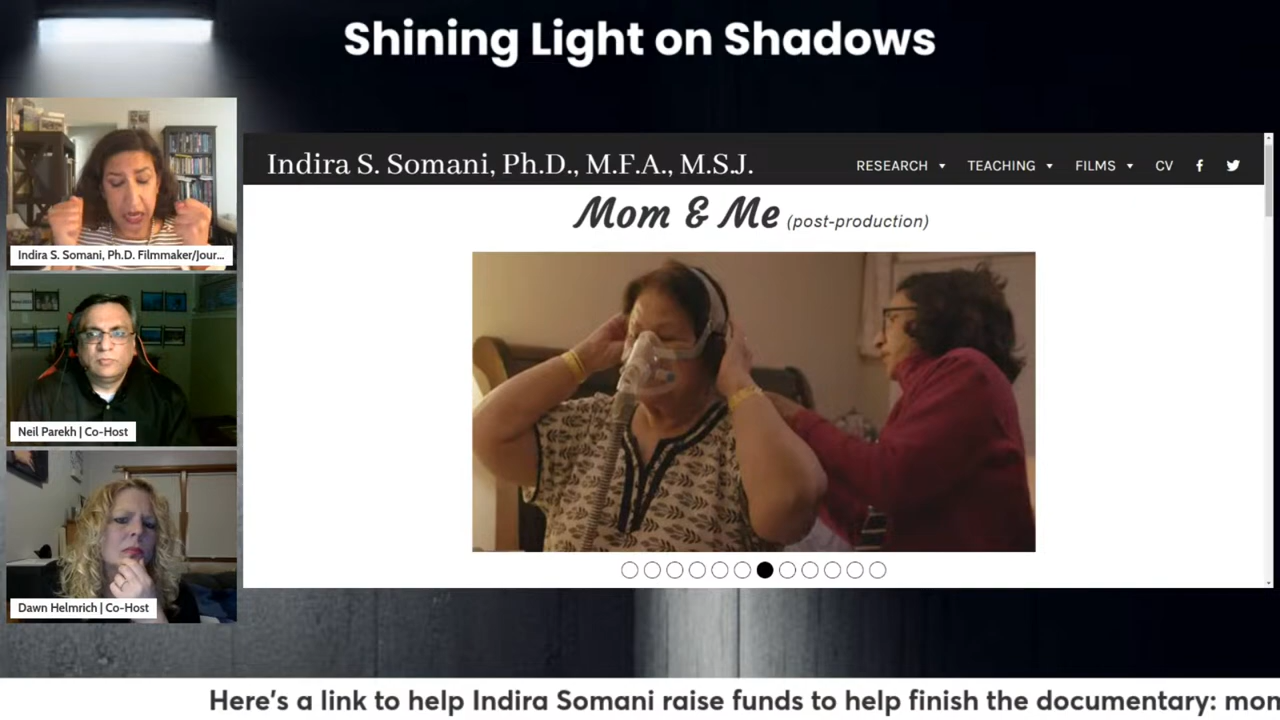 Shining Light on Shadows
Indira S. Somani, Ph.D. Filmmaker/Jour...
Neil Parekh | Co-Host
Dawn Helmrich | Co-Host
Indira S. Somani, Ph.D., M.F.A., M.S.J.
RESEARCH TEACHING FILMS CV
Mom & Me (post-production)
Here's a link to help Indira Somani raise funds to help finish the documentary: mon